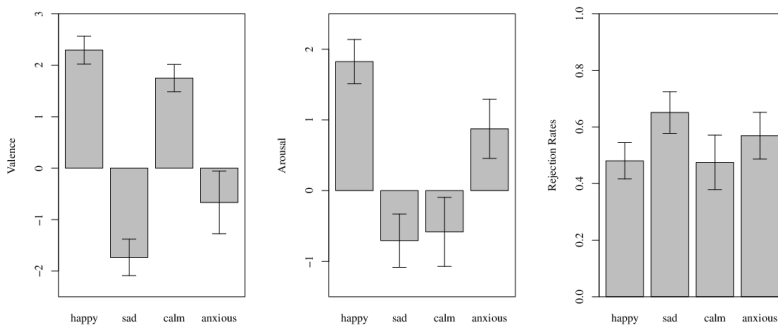 Valence
3
2
1
0
−1
−2
happy sad calm anxious
Arousal
2
1
0
−1
happy sad calm anxious
Rejection Rates
1.0
0.8
0.6
0.4
0.2
0.0
happy sad calm anxious